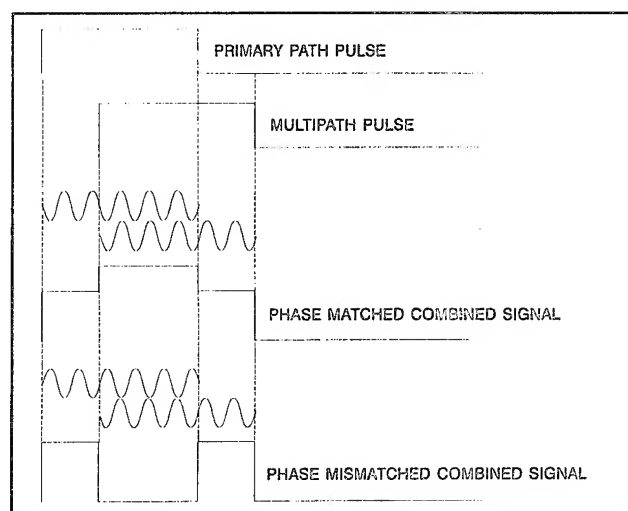 PRIMARY PATH PULSE
MULTIPATH PULSE
PHASE MATCHED COMBINED SIGNAL
PHASE MISMATCHED COMBINED SIGNAL